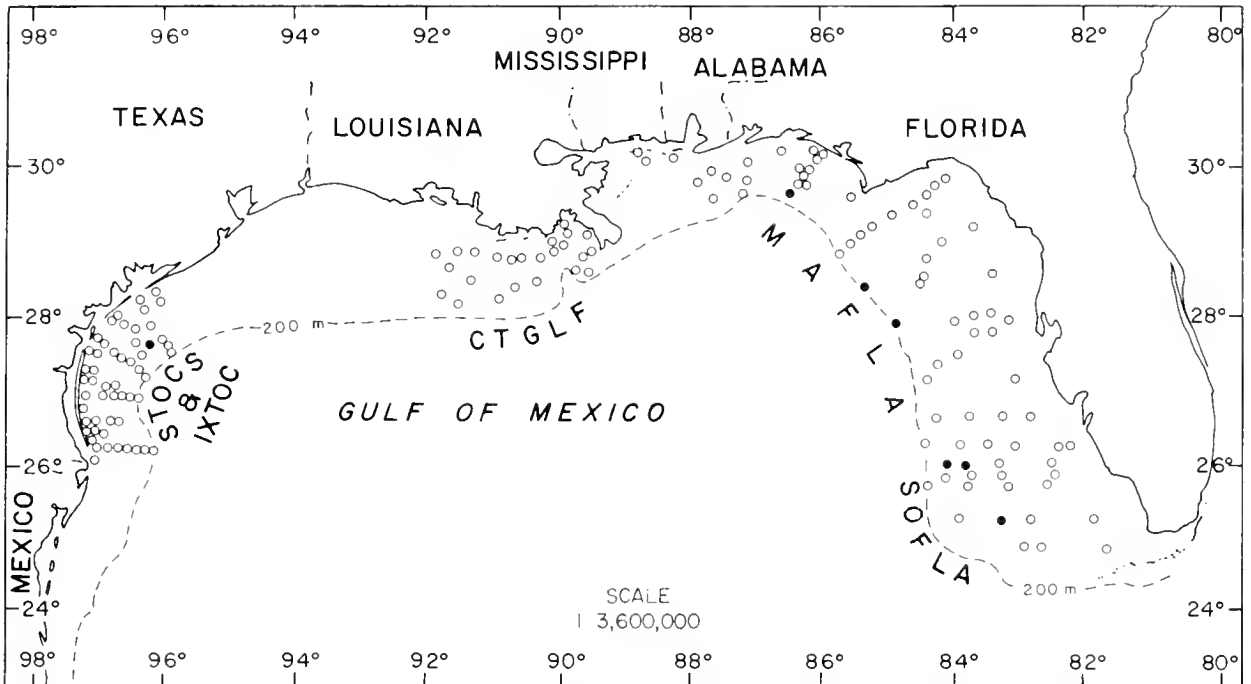 98° 96° 94° 92° 90° 88° 86° 84° 82° 80°
MISSISSIPPI ALABAMA
TEXAS LOUISIANA FLORIDA
30° 30°
MAFLA
28° 28°
200 m
CTGLF
STOCS
&
IXTOC
GULF OF MEXICO
26° 26°
MEXICO
SOFLA
200 m
24° 24°
SCALE
1 3,600,000
98° 96° 94° 92° 90° 88° 86° 84° 82° 80°